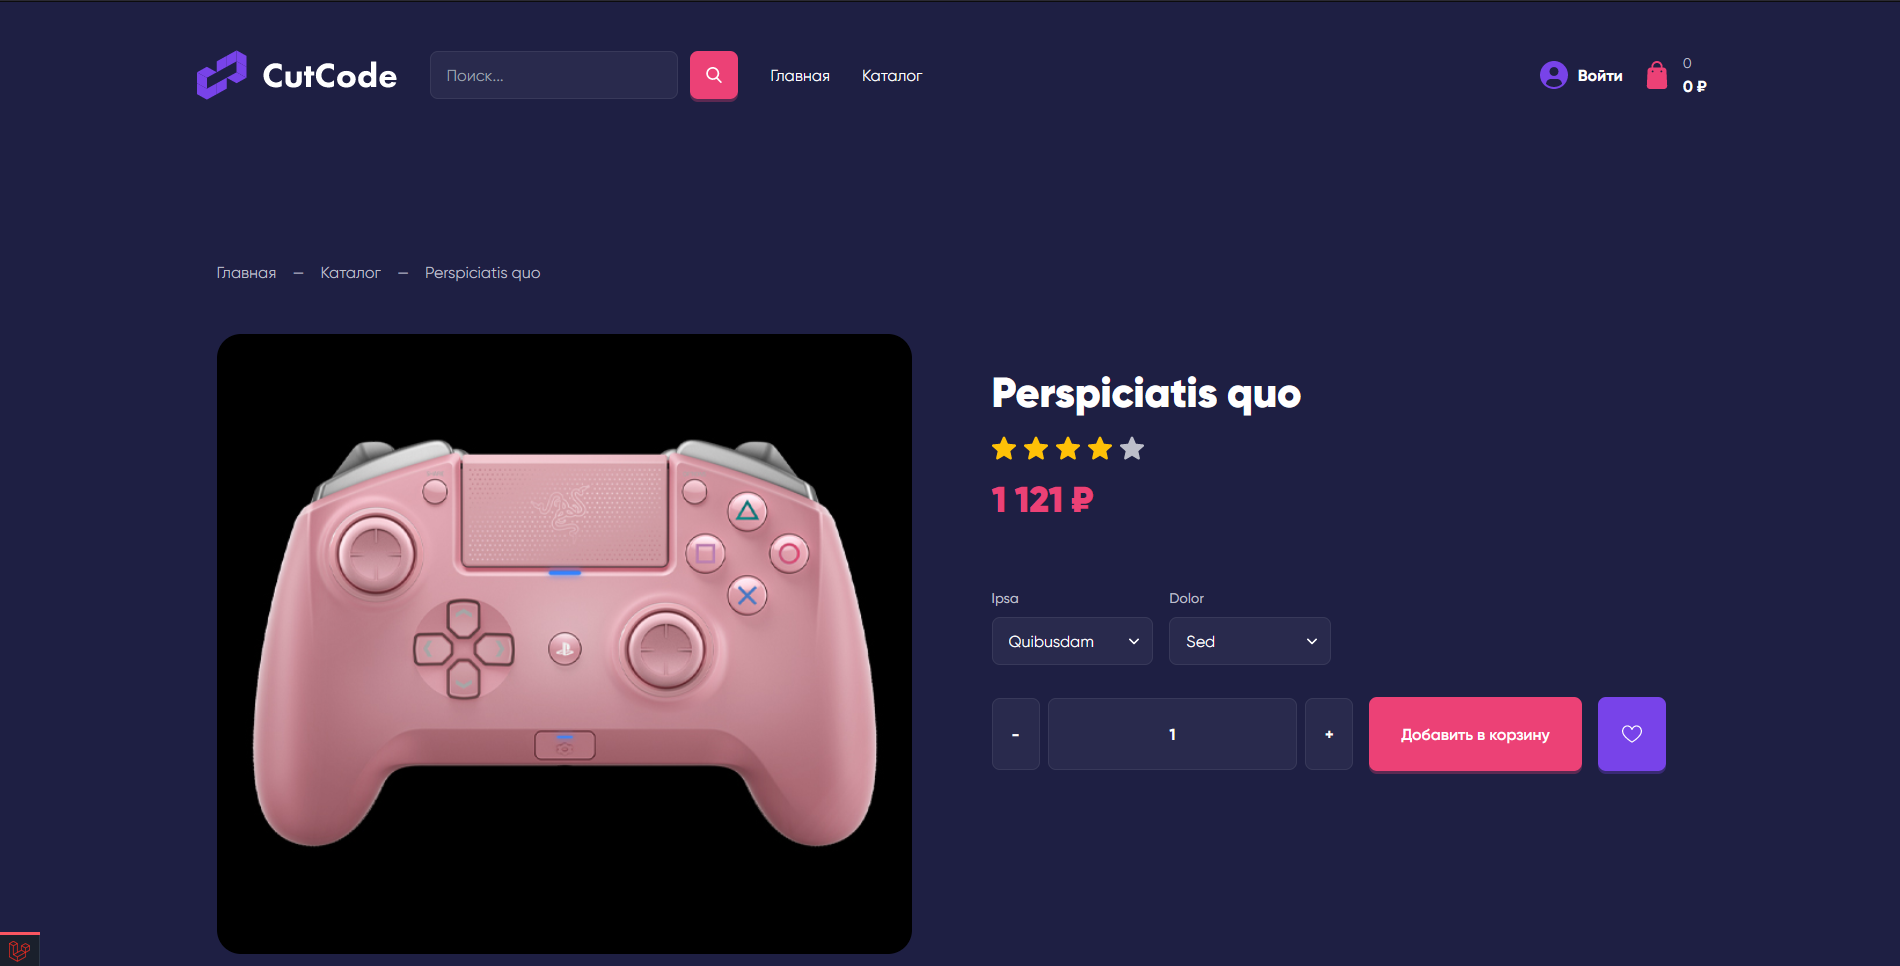 CutCode
Поиск...
Главная
Каталог
Войти
0
0 ₽
Главная — Каталог — Perspiciatis quo
Perspiciatis quo
1 121 ₽
Ipsa
Dolor
Quibusdam
Sed
-
1
+
Добавить в корзину